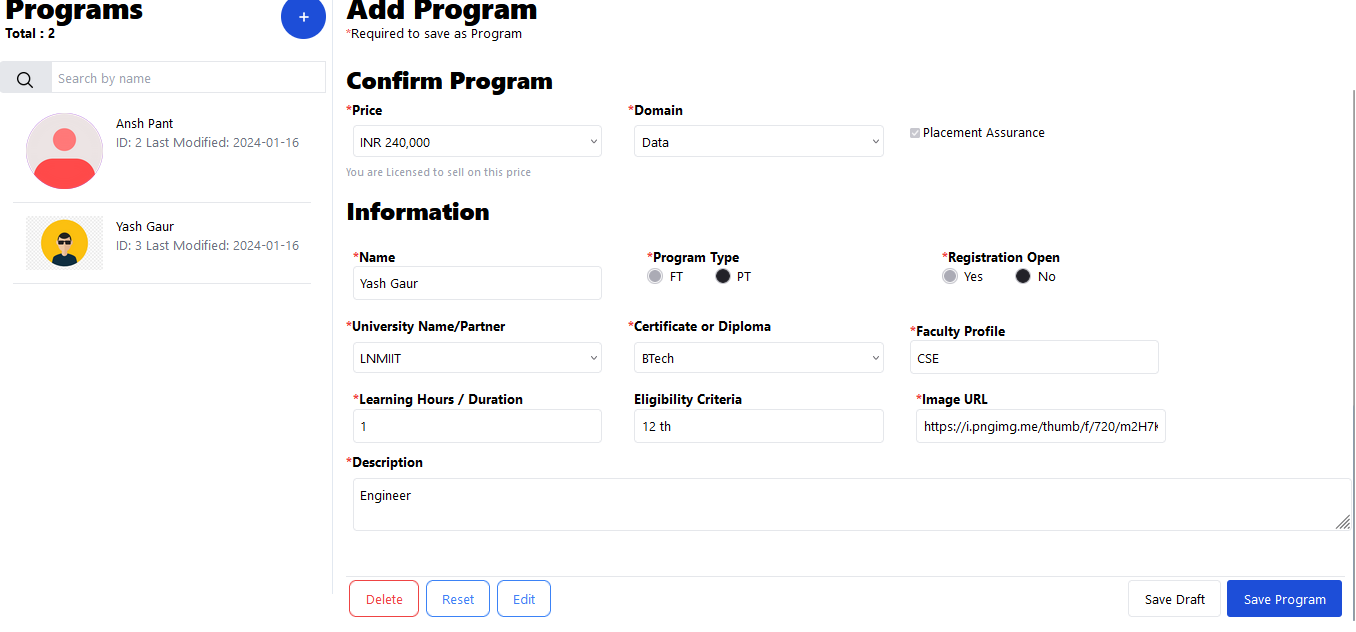 Programs
Total : 2
+
Search by name
Ansh Pant
ID: 2 Last Modified: 2024-01-16
Yash Gaur
ID: 3 Last Modified: 2024-01-16
Add Program
*Required to save as Program
Confirm Program
*Price
*Domain
INR 240,000
Data
Placement Assurance
You are Licensed to sell on this price
Information
*Name
*Program Type
*Registration Open
Yash Gaur
FT
PT
Yes
No
*University Name/Partner
*Certificate or Diploma
*Faculty Profile
LNMIIT
BTech
CSE
*Learning Hours / Duration
Eligibility Criteria
*Image URL
1
12 th
https://i.pngimg.me/thumb/f/720/m2H7
*Description
Engineer
Delete
Reset
Edit
Save Draft
Save Program